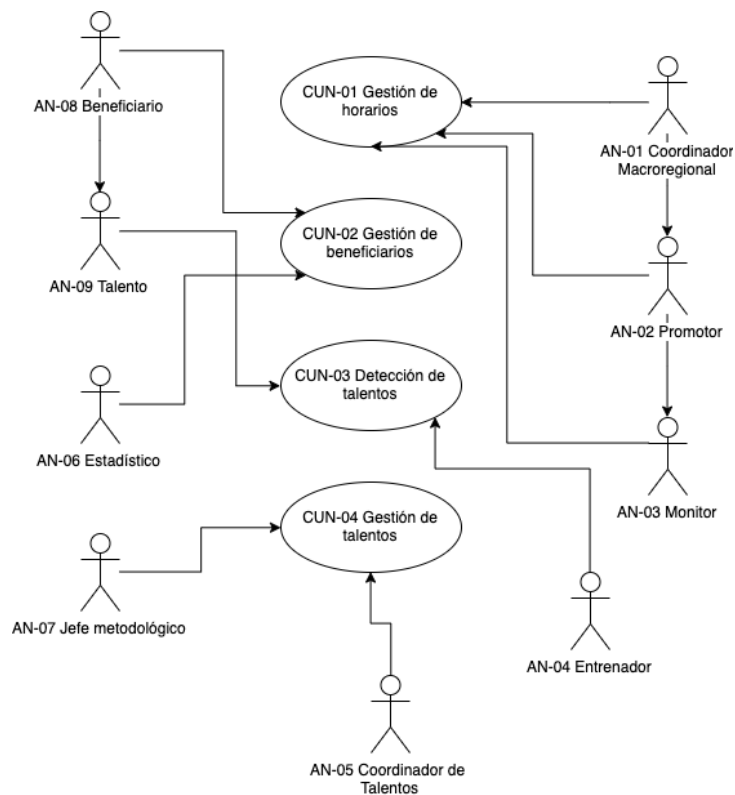 AN-08 Beneficiario
CUN-01 Gestión de
horarios
AN-01 Coordinador
Macroregional
AN-09 Talento
CUN-02 Gestión de
beneficiarios
AN-02 Promotor
CUN-03 Detección de
talentos
AN-06 Estadístico
AN-03 Monitor
CUN-04 Gestión de
talentos
AN-07 Jefe metodológico
AN-04 Entrenador
AN-05 Coordinador de
Talentos